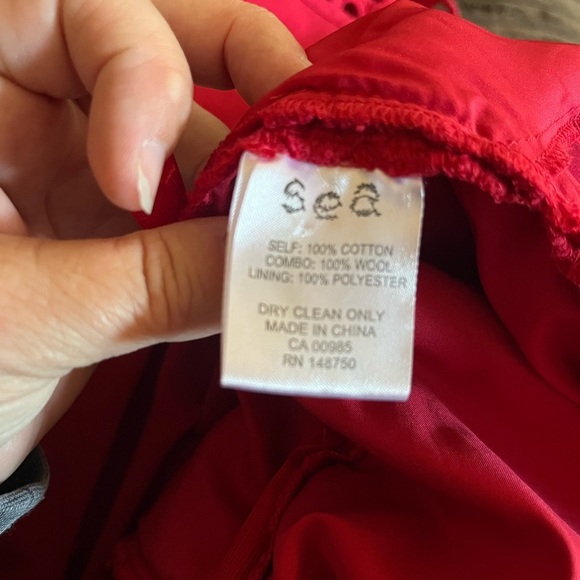 sea
SELF: 100% COTTON
COMBO: 100% WOOL
LINING: 100% POLYESTER
DRY CLEAN ONLY
MADE IN CHINA
CA 00985
RN 148750